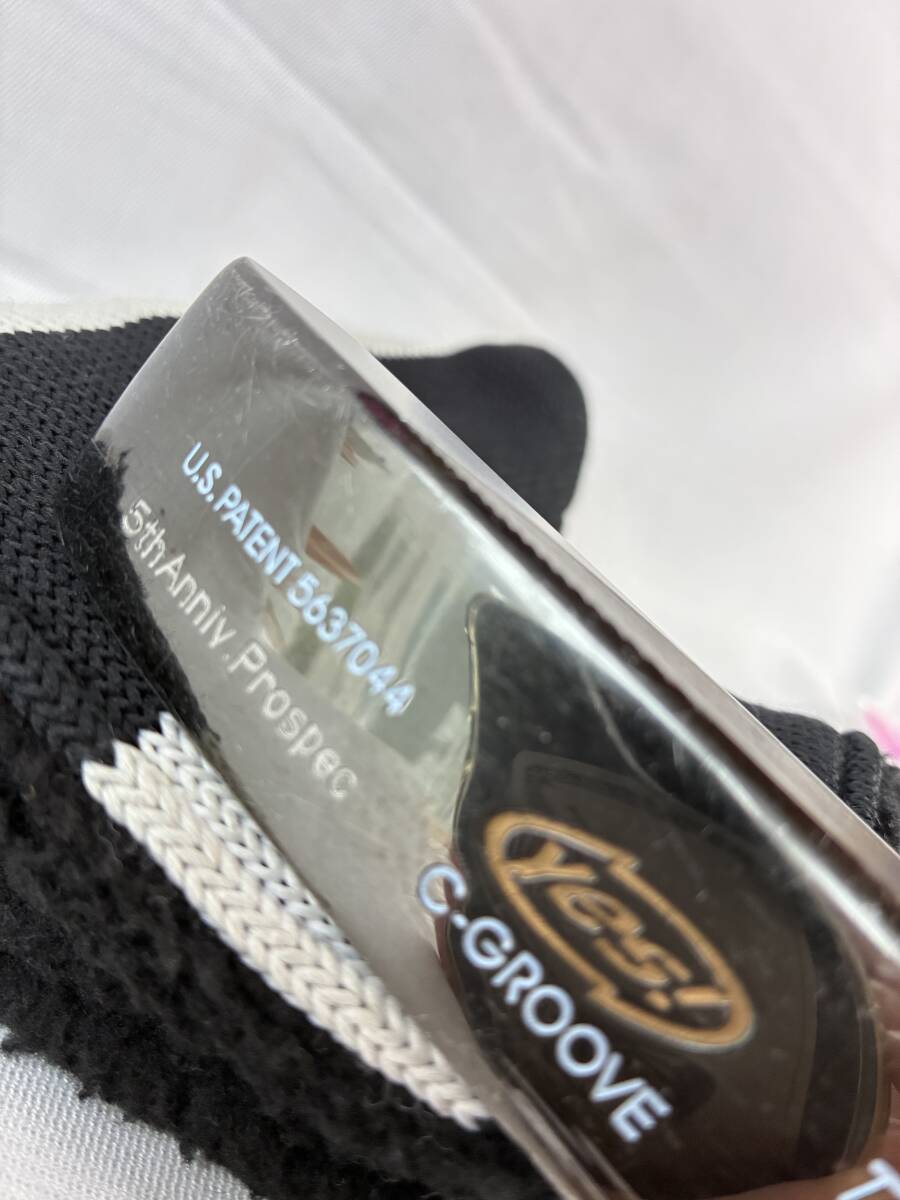 U.S. PATENT 5637044
5thAnniv.Prospec
Yes!
C-GROOVE